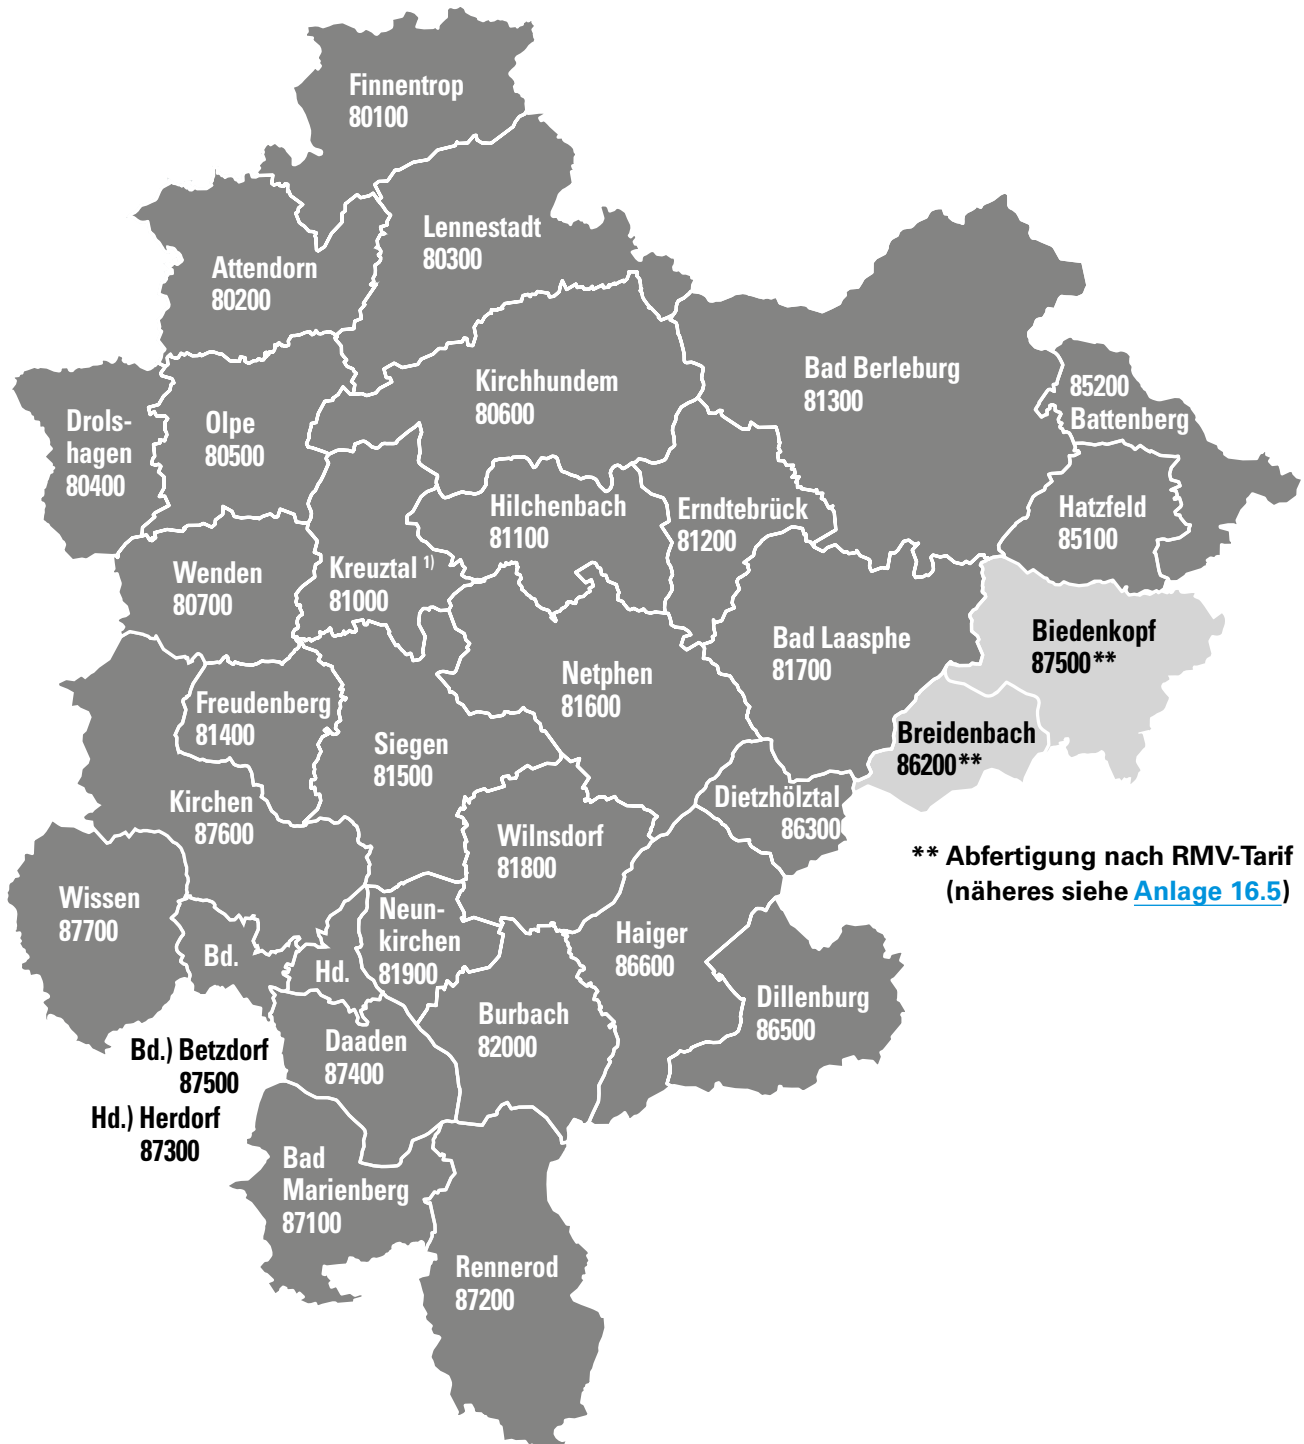 Finnentrop
80100
Lennestadt
80300
Attendorn
80200
Bad Berleburg
81300
Kirchhundem
80600
85200
Battenberg
Drols-
hagen
80400
Olpe
80500
Hilchenbach
81100
Erndtebrück
81200
Hatzfeld
85100
Wenden
80700
Kreuztal 1)
81000
Bad Laasphe
81700
Biedenkopf
87500**
Netphen
81600
Freudenberg
81400
Siegen
81500
Breidenbach
86200**
Dietzhölztal
86300
Kirchen
87600
Wilnsdorf
81800
** Abfertigung nach RMV-Tarif
(näheres siehe Anlage 16.5)
Wissen
87700
Neun-
kirchen
81900
Haiger
86600
Bd.
Hd.
Dillenburg
86500
Burbach
82000
Daaden
87400
Bd.) Betzdorf
87500
Hd.) Herdorf
87300
Bad
Marienberg
87100
Rennerod
87200